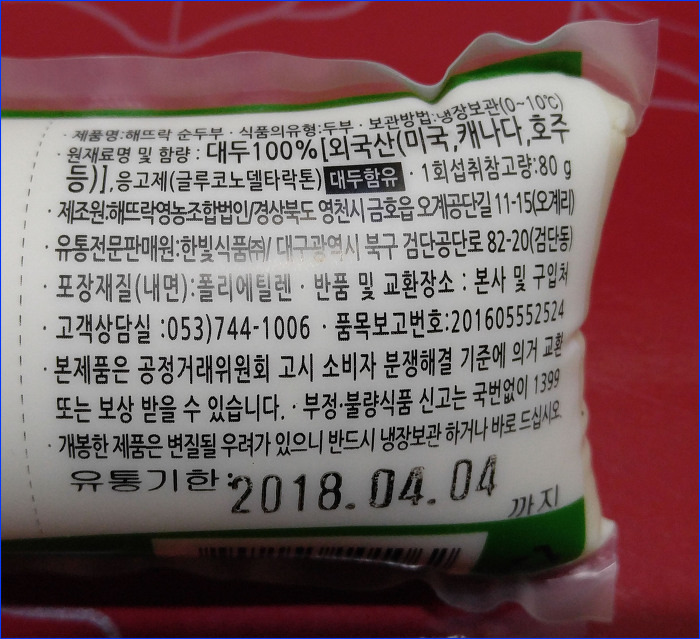 · 제품명:해뜨락 순두부 · 식품의유형:두부 · 보관방법:냉장보관(0~10℃)
· 원재료명 및 함량 : 대두100%[외국산(미국,캐나다,호주
등)],응고제(글루코노델타락톤) 대두함유 · 1회섭취참고량:80 g
· 제조원:해뜨락영농조합법인/경상북도 영천시 금호읍 오계공단길 11-15(오계리)
· 유통전문판매원:한빛식품㈜/ 대구광역시 북구 검단공단로 82-20(검단동)
· 포장재질(내면):폴리에틸렌 · 반품 및 교환장소 : 본사 및 구입처
· 고객상담실 :053)744-1006 · 품목보고번호:201605552524
· 본제품은 공정거래위원회 고시 소비자 분쟁해결 기준에 의거 교환
또는 보상 받을 수 있습니다. · 부정·불량식품 신고는 국번없이 1399
· 개봉한 제품은 변질될 우려가 있으니 반드시 냉장보관 하거나 바로 드십시오.
유통기한:2018.04.04 까지